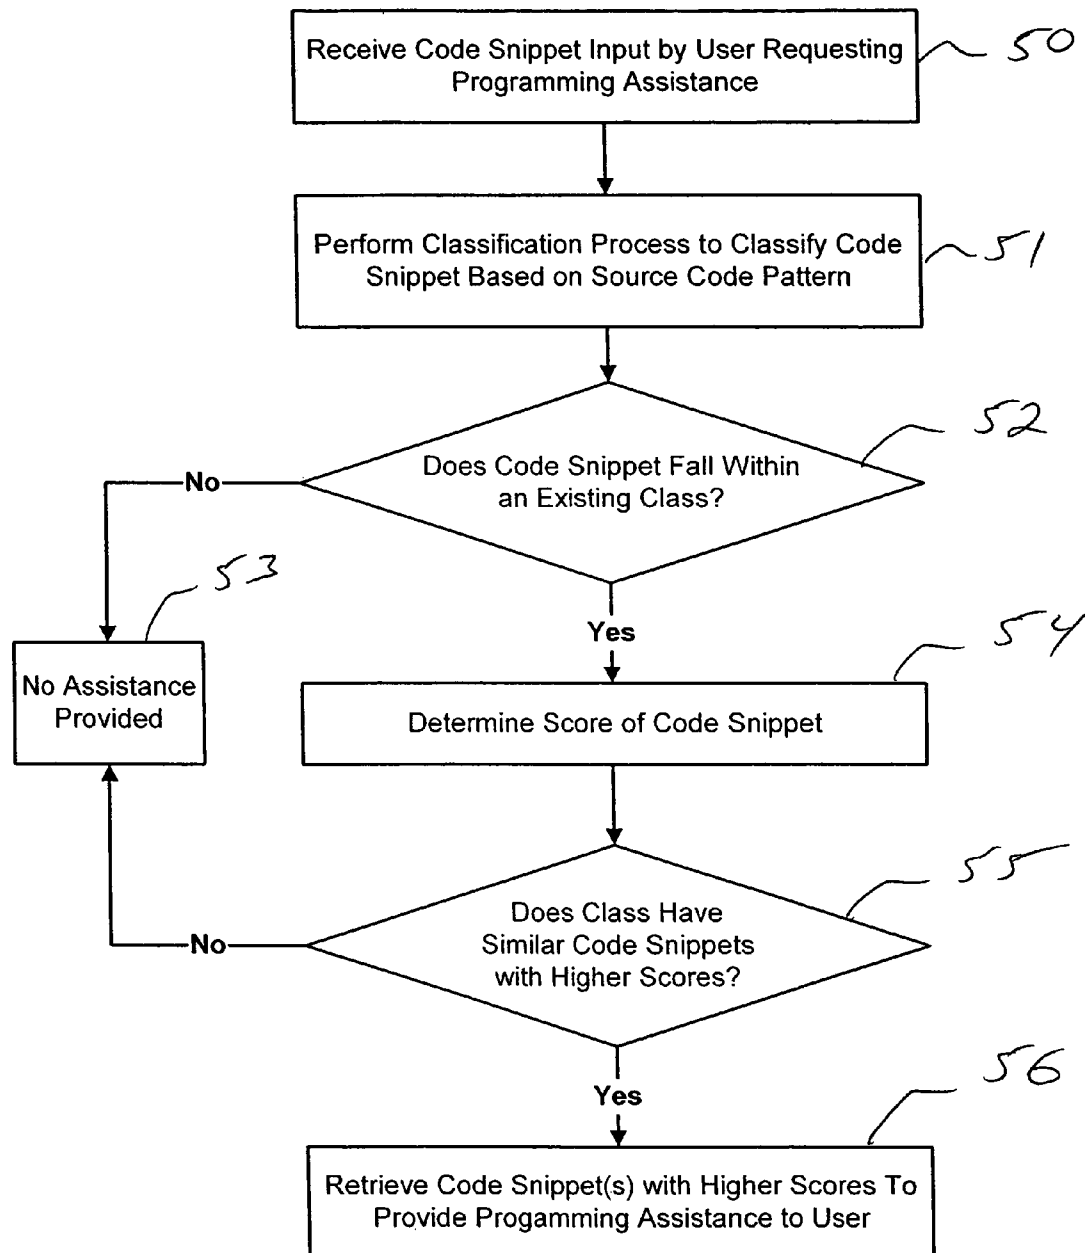 Receive Code Snippet Input by User Requesting
Programming Assistance
50
Perform Classification Process to Classify Code
Snippet Based on Source Code Pattern
51
Does Code Snippet Fall Within
an Existing Class?
52
No
53
No Assistance
Provided
Yes
54
Determine Score of Code Snippet
Does Class Have
Similar Code Snippets
with Higher Scores?
55
No
Yes
56
Retrieve Code Snippet(s) with Higher Scores To
Provide Progamming Assistance to User